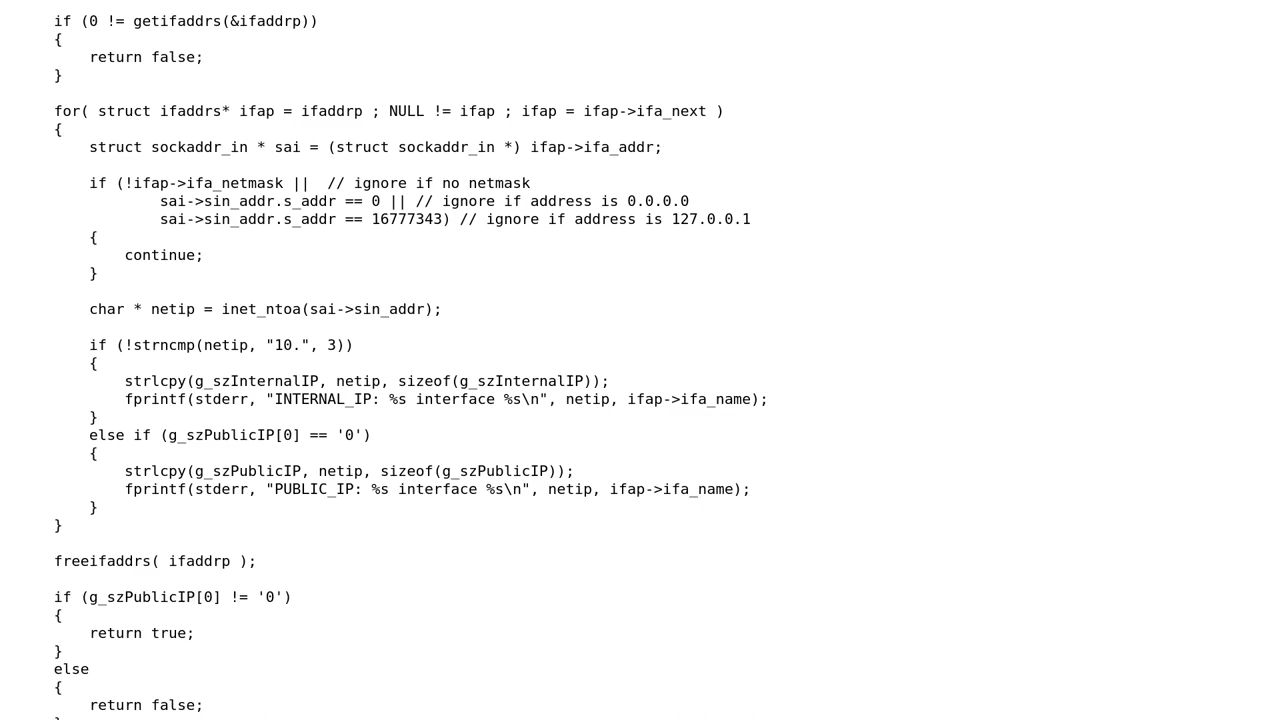 if (0 != getifaddrs(&ifaddrp))
{
    return false;
}

for( struct ifaddrs* ifap = ifaddrp ; NULL != ifap ; ifap = ifap->ifa_next )
{
    struct sockaddr_in * sai = (struct sockaddr_in *) ifap->ifa_addr;

    if (!ifap->ifa_netmask ||  // ignore if no netmask
            sai->sin_addr.s_addr == 0 || // ignore if address is 0.0.0.0
            sai->sin_addr.s_addr == 16777343) // ignore if address is 127.0.0.1
    {
        continue;
    }

    char * netip = inet_ntoa(sai->sin_addr);

    if (!strncmp(netip, "10.", 3))
    {
        strlcpy(g_szInternalIP, netip, sizeof(g_szInternalIP));
        fprintf(stderr, "INTERNAL_IP: %s interface %s\n", netip, ifap->ifa_name);
    }
    else if (g_szPublicIP[0] == '0')
    {
        strlcpy(g_szPublicIP, netip, sizeof(g_szPublicIP));
        fprintf(stderr, "PUBLIC_IP: %s interface %s\n", netip, ifap->ifa_name);
    }
}

freeifaddrs( ifaddrp );

if (g_szPublicIP[0] != '0')
{
    return true;
}
else
{
    return false;
}